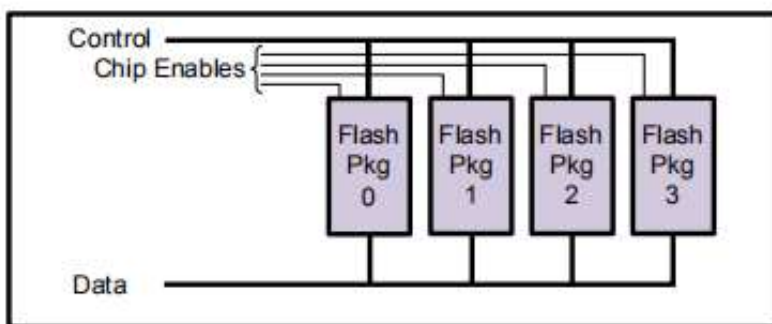 Control
Chip Enables
Flash
Pkg
0
Flash
Pkg
1
Flash
Pkg
2
Flash
Pkg
3
Data